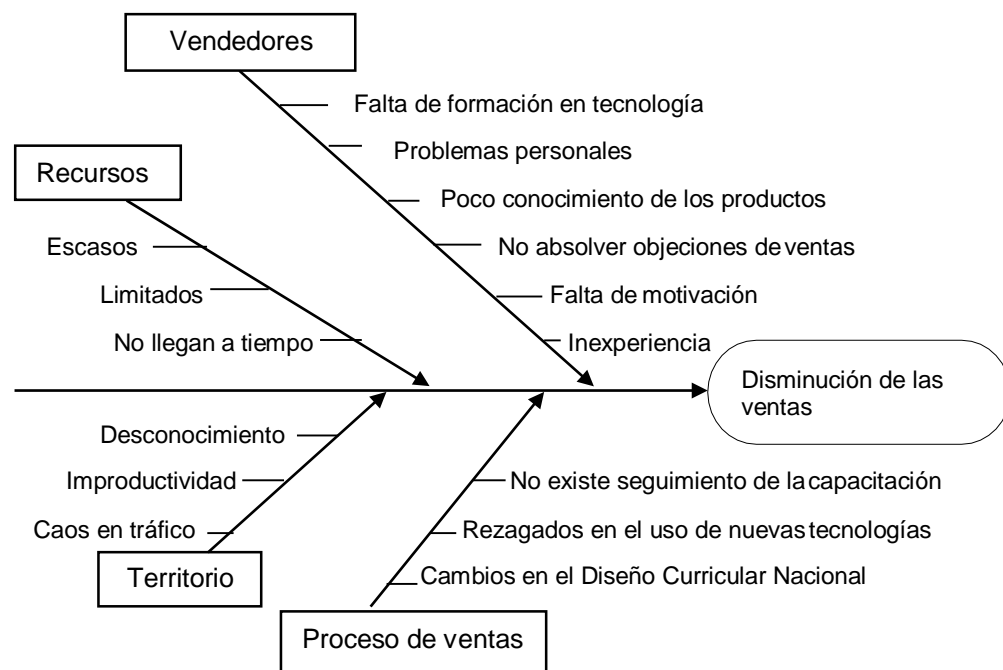 Vendedores
Falta de formación en tecnología
Problemas personales
Recursos
Poco conocimiento de los productos
Escasos
No absolver objeciones de ventas
Limitados
Falta de motivación
No llegan a tiempo
Inexperiencia
Disminución de las
ventas
Desconocimiento
Improductividad
No existe seguimiento de la capacitación
Caos en tráfico
Rezagados en el uso de nuevas tecnologías
Territorio
Cambios en el Diseño Curricular Nacional
Proceso de ventas